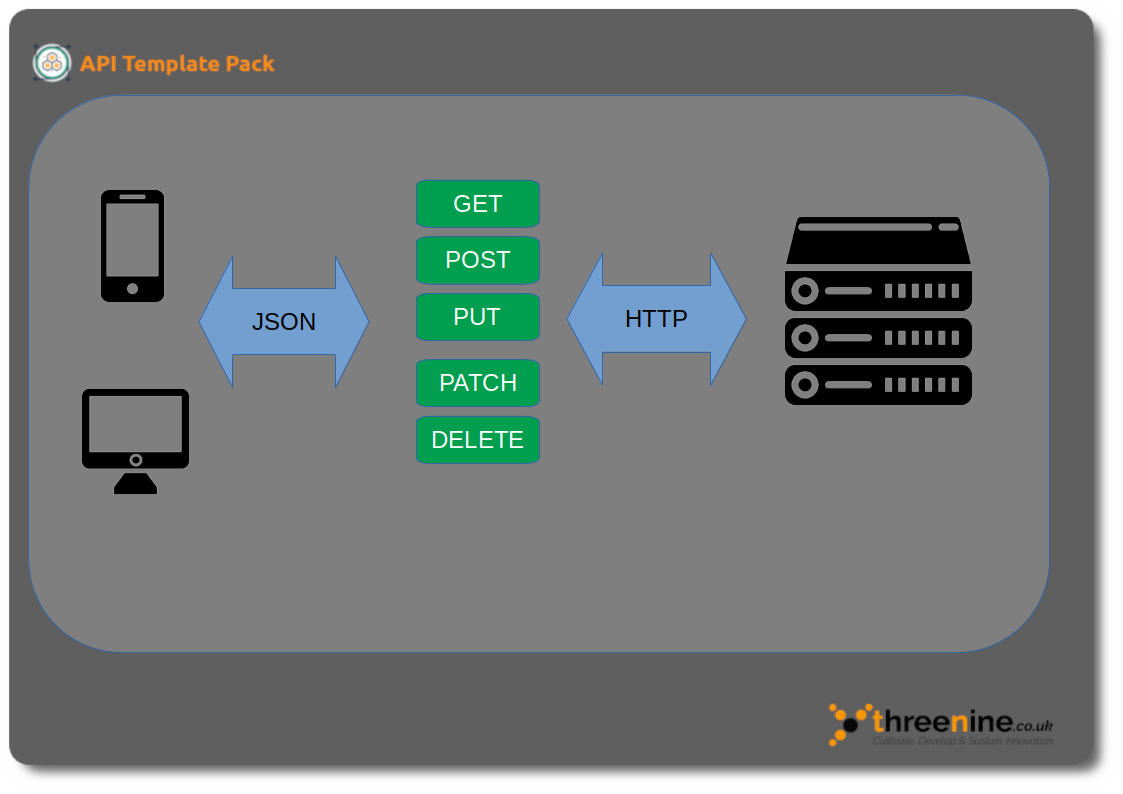 API Template Pack
GET
POST
JSON
PUT
HTTP
PATCH
DELETE
threenine.co.uk
Cultivate, Develop & Sustain Innovation